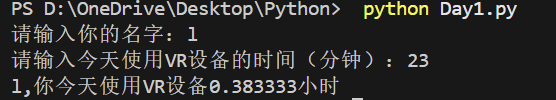 PS D:\OneDrive\Desktop\Python>  python Day1.py
请输入你的名字：l
请输入今天使用VR设备的时间（分钟）：23
l,你今天使用VR设备0.383333小时